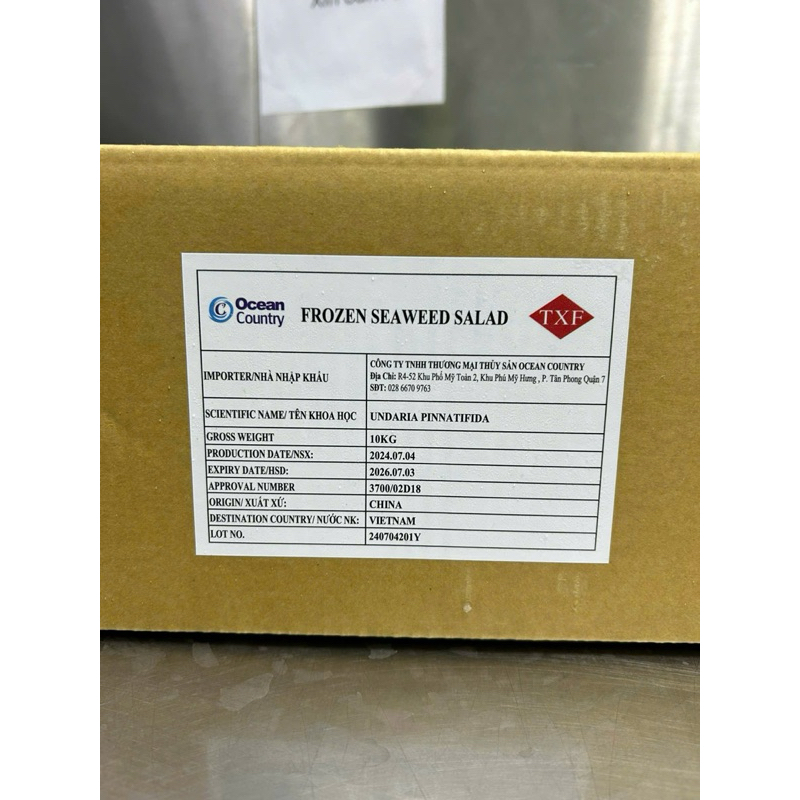 Ocean
Country
FROZEN SEAWEED SALAD
TXF
IMPORTER/NHÀ NHẬP KHẨU
CÔNG TY TNHH THƯƠNG MẠI THỦY SẢN OCEAN COUNTRY
Địa Chỉ: R4-52 Khu Phố Mỹ Toàn 2, Khu Phú Mỹ Hưng , P. Tân Phong Quận 7
SĐT: 028 6670 9763
SCIENTIFIC NAME/ TÊN KHOA HỌC UNDARIA PINNATIFIDA
GROSS WEIGHT 10KG
PRODUCTION DATE/NSX: 2024.07.04
EXPIRY DATE/HSD: 2026.07.03
APPROVAL NUMBER 3700/02D18
ORIGIN/ XUẤT XỨ: CHINA
DESTINATION COUNTRY/ NƯỚC NK: VIETNAM
LOT NO. 240704201Y